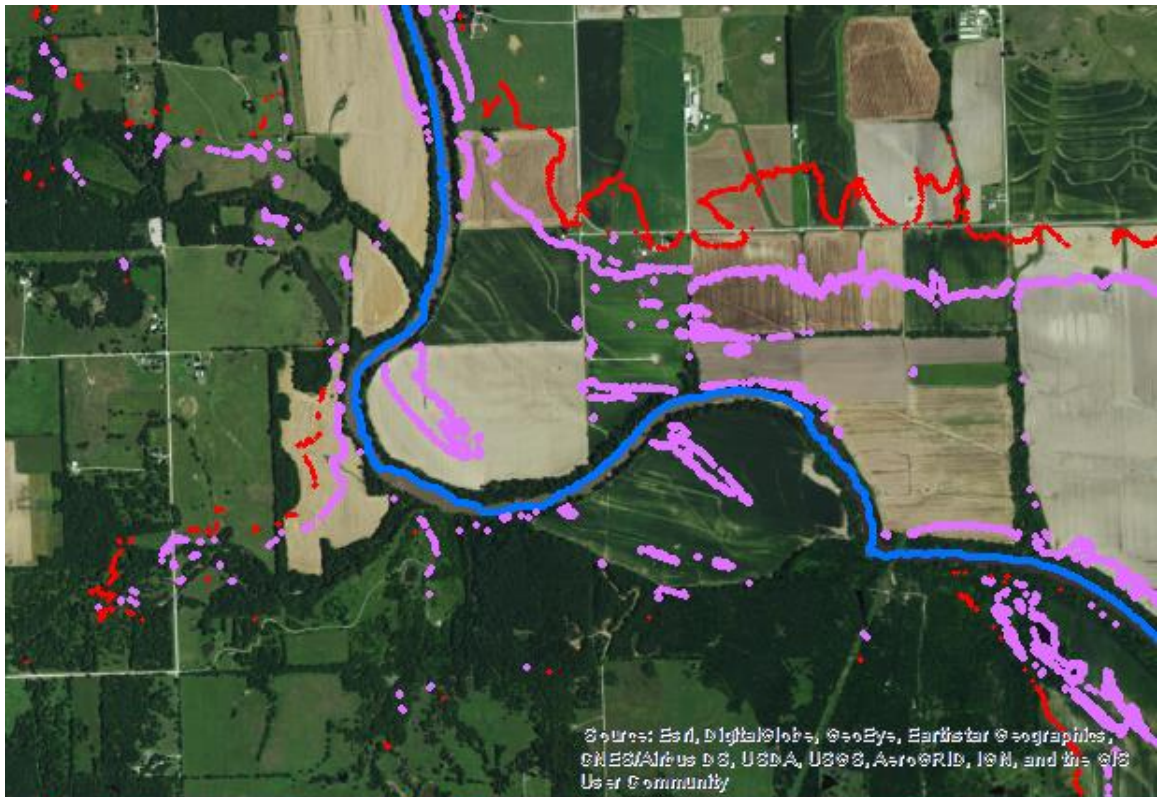 Source: Esri, DigitalGlobe, GeoEye, Earthstar Geographics,
CNES/Airbus DS, USDA, USGS, AeroGRID, IGN, and the GIS
User Community